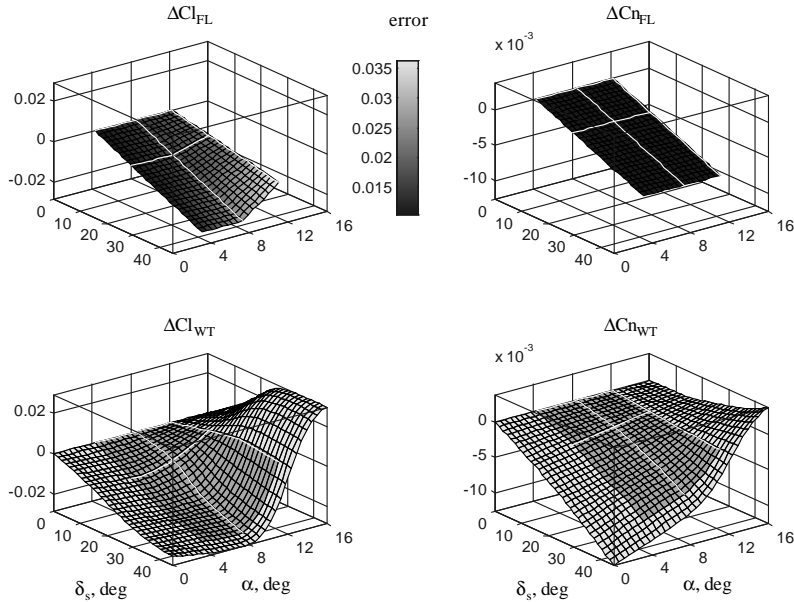 ΔCl_FL error ΔCn_FL
x 10^-3
0.02
0
-0.02
0 10 20 30 40
0 4 8 12 16
0.035
0.03
0.025
0.02
0.015
0
-5
-10
0 10 20 30 40
0 4 8 12 16
ΔCl_WT ΔCn_WT
x 10^-3
0.02
0
-0.02
0 10 20 30 40
0 4 8 12 16
δ_s, deg α, deg
0
-5
-10
0 10 20 30 40
0 4 8 12 16
δ_s, deg α, deg